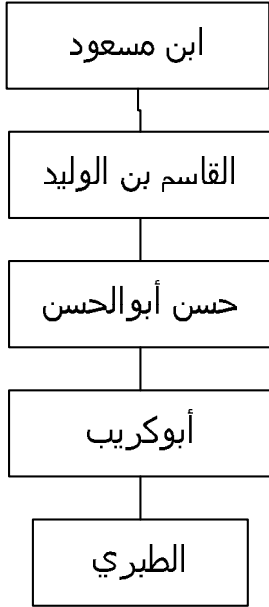 ابن مسعود
القاسم بن الوليد
حسن أبوالحسن
أبوكريب
الطبري